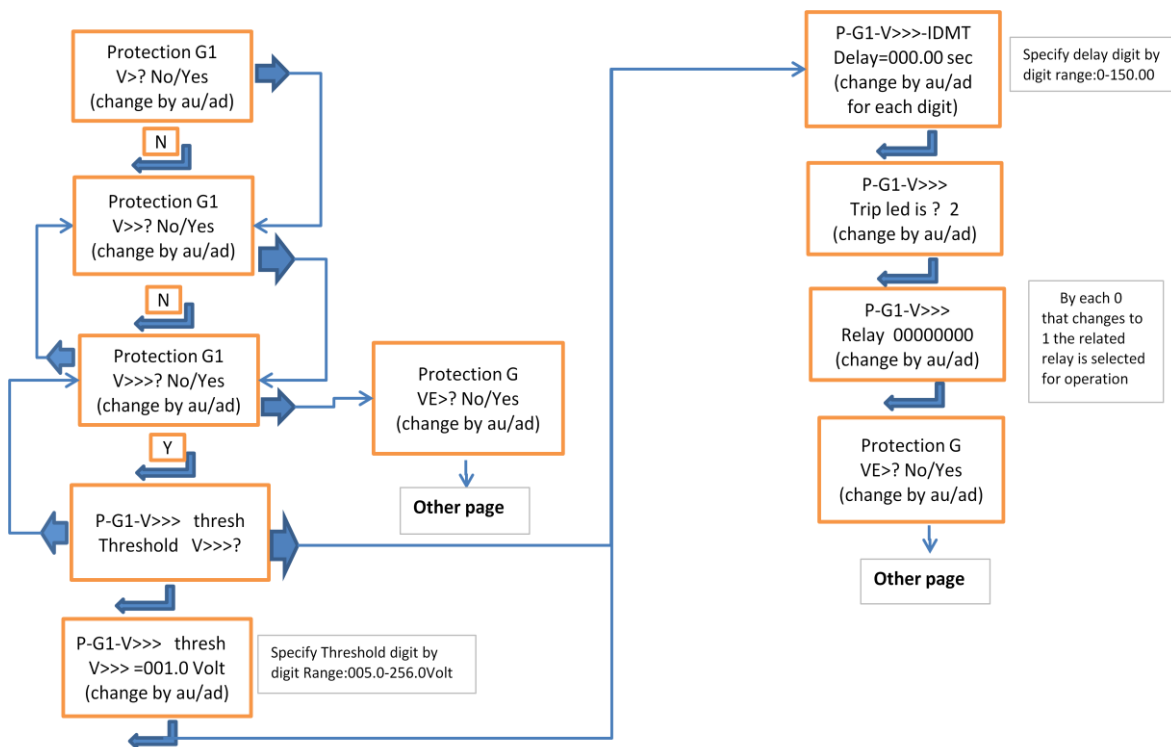 Protection G1
V>? No/Yes
(change by au/ad)
N
Protection G1
V>>? No/Yes
(change by au/ad)
N
Protection G1
V>>>? No/Yes
(change by au/ad)
Y
Protection G
VE>? No/Yes
(change by au/ad)
Other page
P-G1-V>>> thresh
Threshold V>>>?
P-G1-V>>> thresh
V>>> =001.0 Volt
(change by au/ad)
Specify Threshold digit by
digit Range:005.0-256.0Volt
P-G1-V>>>-IDMT
Delay=000.00 sec
(change by au/ad
for each digit)
Specify delay digit by
digit range:0-150.00
P-G1-V>>>
Trip led is ? 2
(change by au/ad)
P-G1-V>>>
Relay 00000000
(change by au/ad)
By each 0
that changes to
1 the related
relay is selected
for operation
Protection G
VE>? No/Yes
(change by au/ad)
Other page